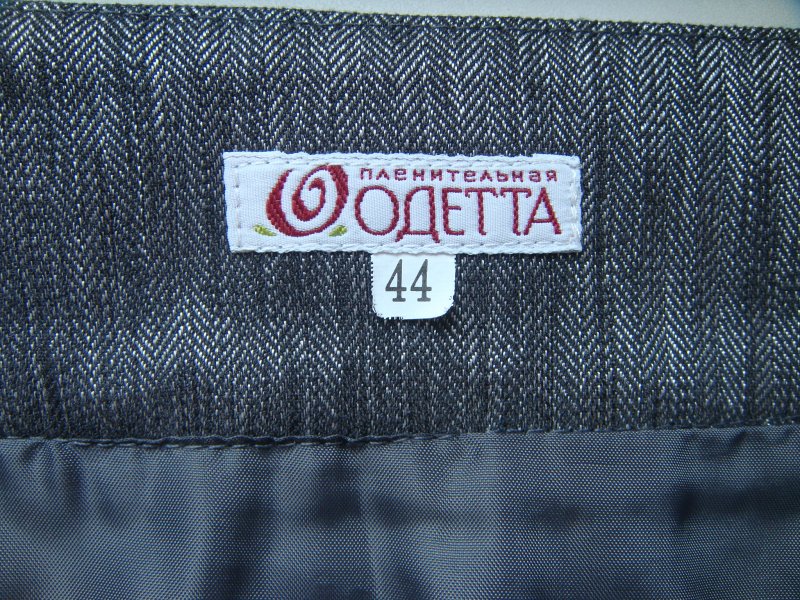 пленительная
ОДЕТТА
44